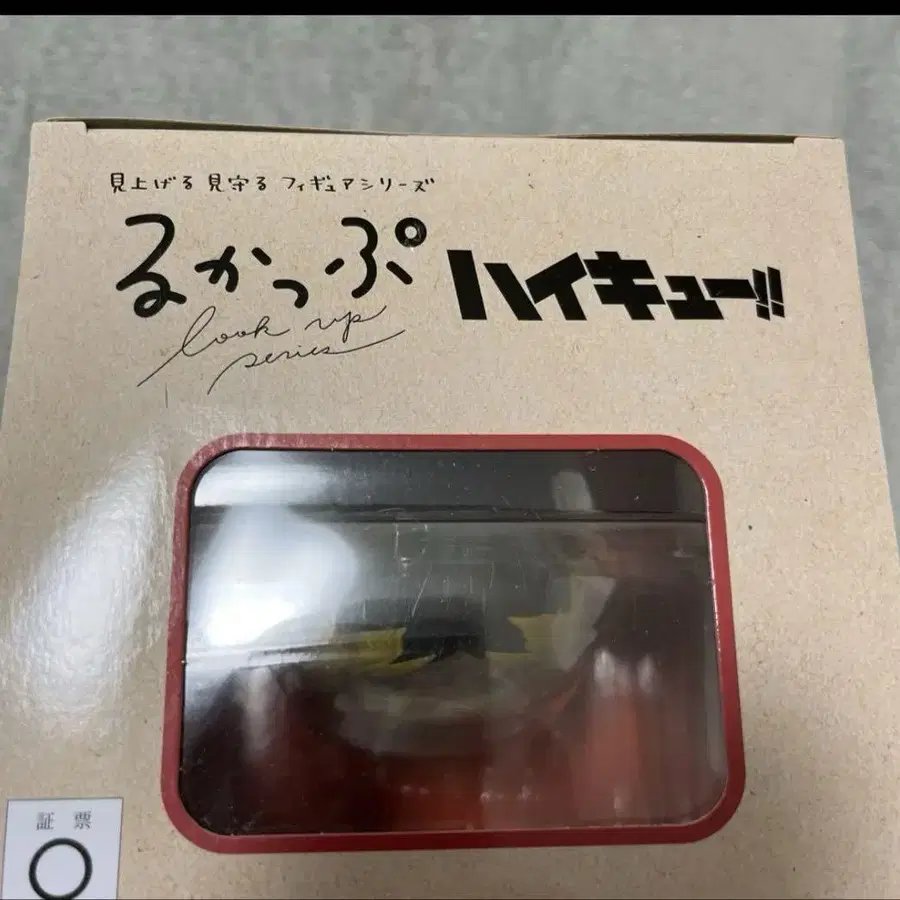 見上げる 見守る フィギュアシリーズ
るかっぷ ハイキュー!!
look up
series
証 票